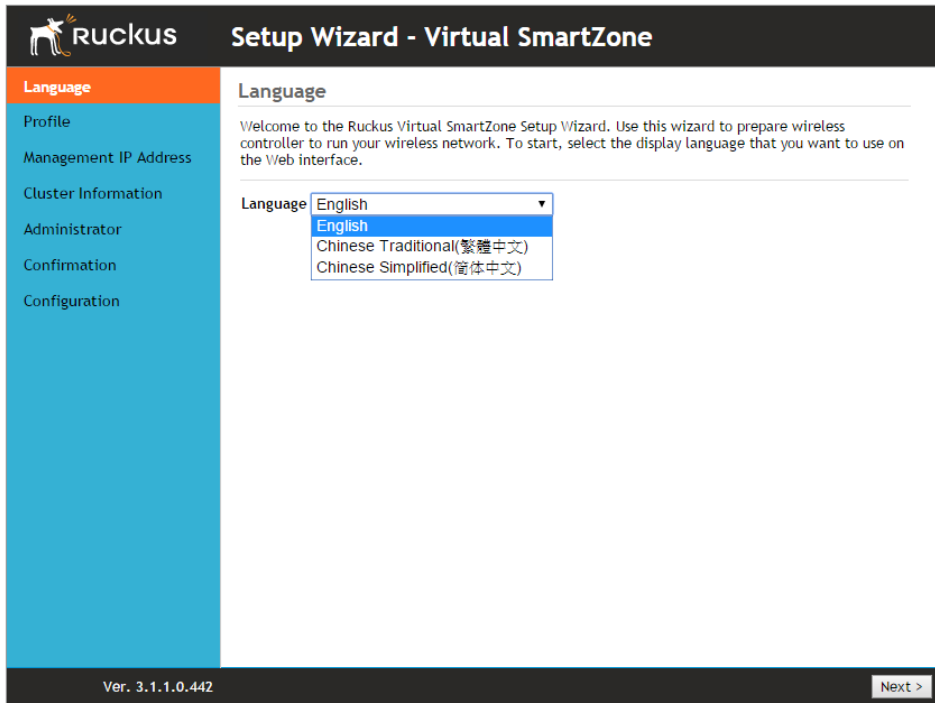 Ruckus
Setup Wizard - Virtual SmartZone
Language
Profile
Management IP Address
Cluster Information
Administrator
Confirmation
Configuration
Language
Welcome to the Ruckus Virtual SmartZone Setup Wizard. Use this wizard to prepare wireless
controller to run your wireless network. To start, select the display language that you want to use on
the Web interface.
Language English
English
Chinese Traditional(繁體中文)
Chinese Simplified(简体中文)
Ver. 3.1.1.0.442
Next >